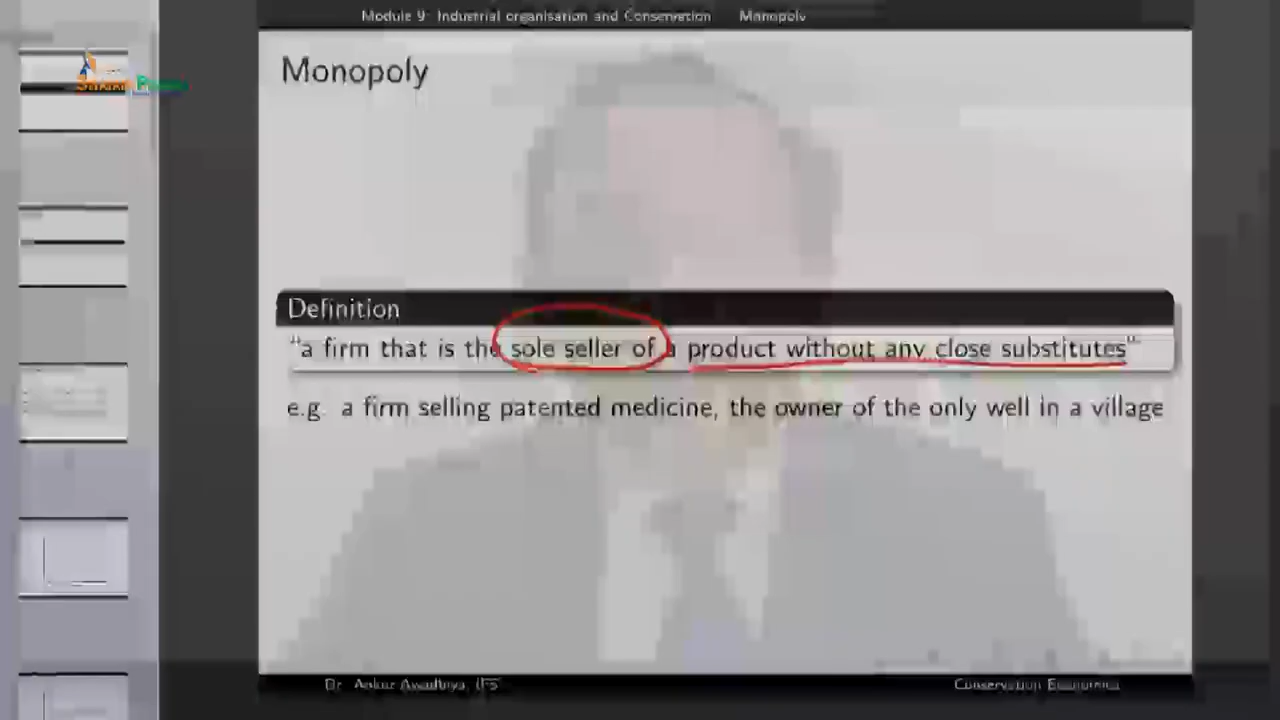 Module 9: Industrial organisation and Conservation Monopoly
Monopoly
Definition
"a firm that is the sole seller of a product without any close substitutes"
e.g. a firm selling patented medicine, the owner of the only well in a village
Dr. Ankur Awadhiya, IFS
Conservation Economics